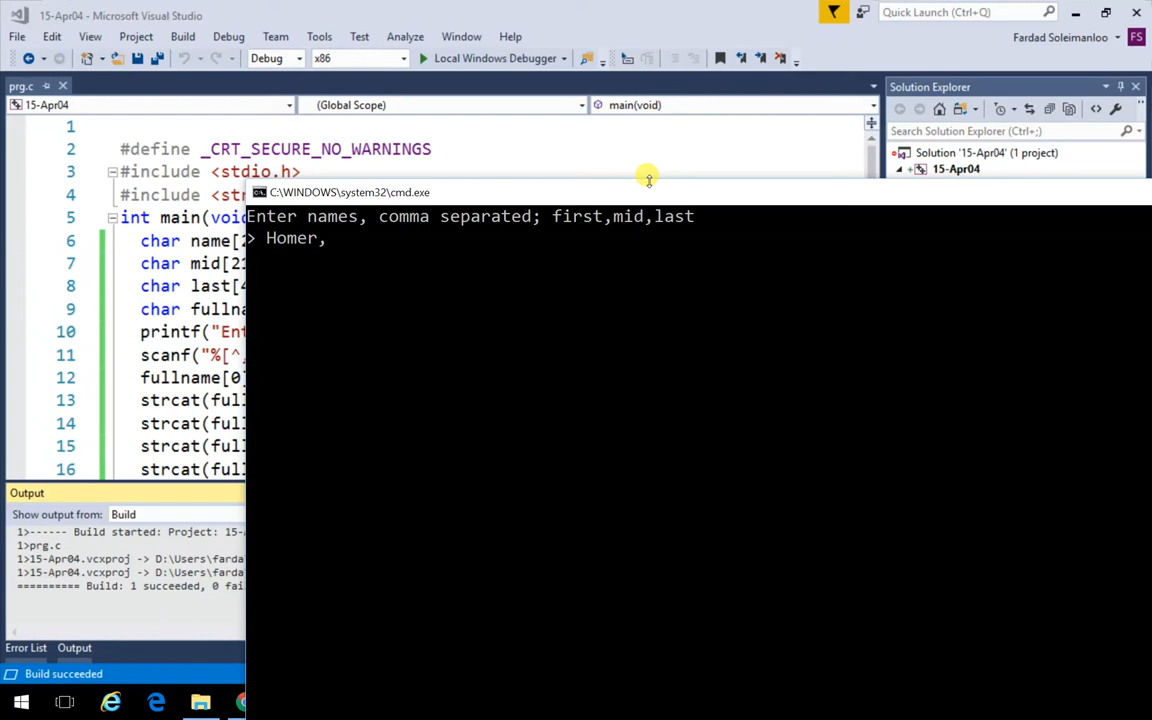 15-Apr04 - Microsoft Visual Studio
Quick Launch (Ctrl+Q)
File Edit View Project Build Debug Team Tools Test Analyze Window Help
Fardad Soleimanloo FS
Debug x86 Local Windows Debugger
prg.c
15-Apr04 (Global Scope) main(void)
1
2 #define _CRT_SECURE_NO_WARNINGS
3 #include <stdio.h>
4 #include <str
5 int main(void
6 char name[2
7 char mid[21
8 char last[4
9 char fullna
10 printf("Ent
11 scanf("%[^,
12 fullname[0]
13 strcat(full
14 strcat(full
15 strcat(full
16 strcat(full
Solution Explorer
Search Solution Explorer (Ctrl+;)
Solution '15-Apr04' (1 project)
15-Apr04
C:\WINDOWS\system32\cmd.exe
Enter names, comma separated; first,mid,last
> Homer,
Output
Show output from: Build
1>------ Build started: Project: 15-A
1>prg.c
1>15-Apr04.vcxproj -> D:\Users\farda
1>15-Apr04.vcxproj -> D:\Users\farda
========== Build: 1 succeeded, 0 fai
Error List Output
Build succeeded